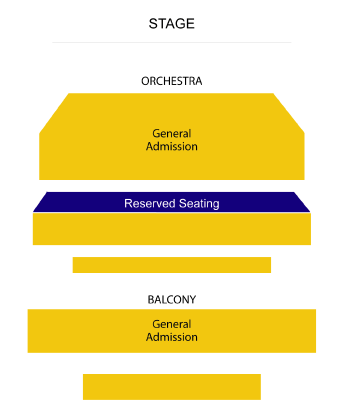 STAGE
ORCHESTRA
General
Admission
Reserved Seating
BALCONY
General
Admission